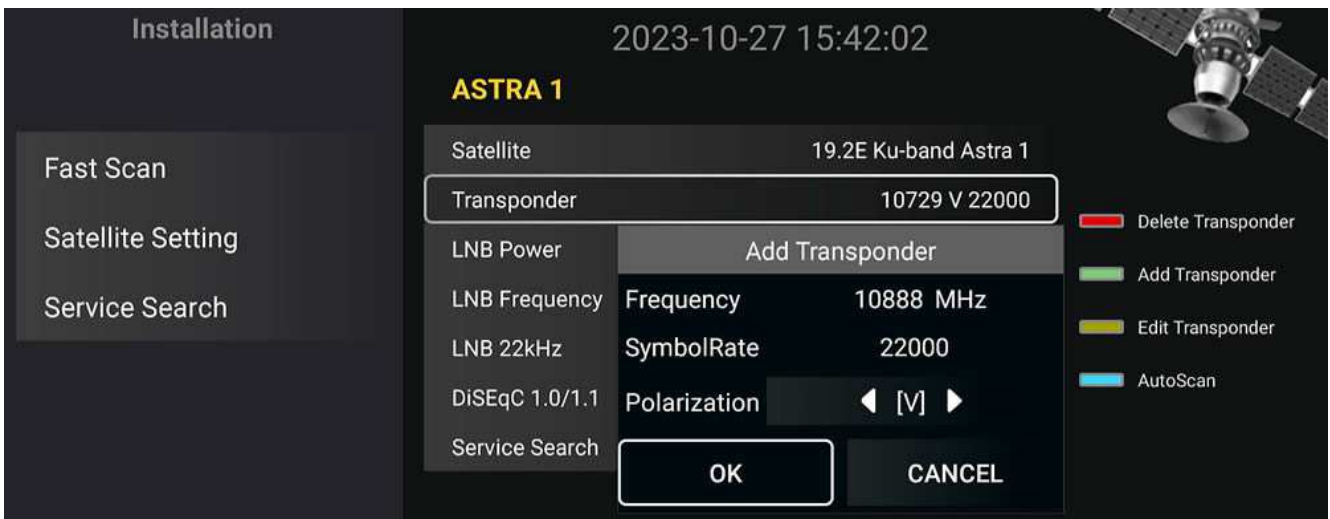 Installation
2023-10-27 15:42:02
ASTRA 1
Fast Scan
Satellite Setting
Service Search
Satellite 19.2E Ku-band Astra 1
Transponder 10729 V 22000
LNB Power
LNB Frequency
LNB 22kHz
DiSEqC 1.0/1.1
Service Search
Add Transponder
Frequency 10888 MHz
SymbolRate 22000
Polarization [V]
OK CANCEL
Delete Transponder
Add Transponder
Edit Transponder
AutoScan